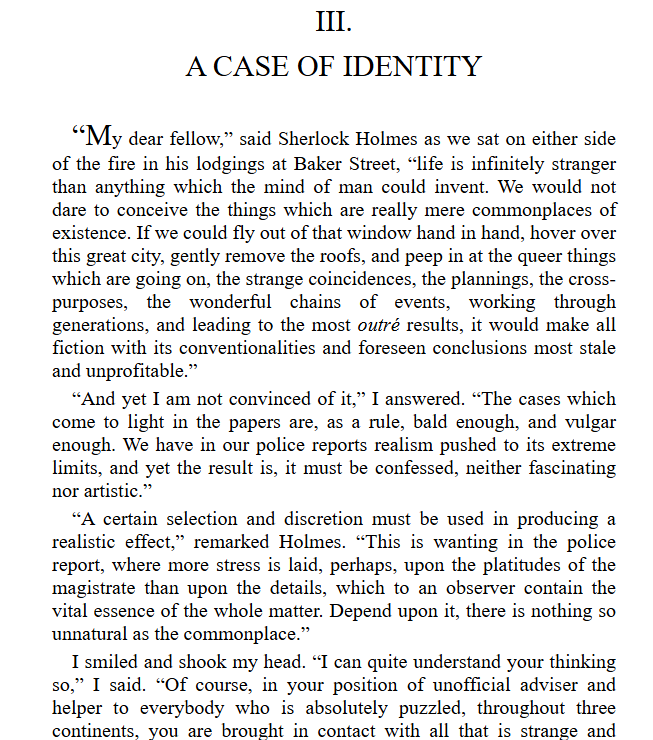 III.
A CASE OF IDENTITY
“My dear fellow,” said Sherlock Holmes as we sat on either side
of the fire in his lodgings at Baker Street, “life is infinitely stranger
than anything which the mind of man could invent. We would not
dare to conceive the things which are really mere commonplaces of
existence. If we could fly out of that window hand in hand, hover over
this great city, gently remove the roofs, and peep in at the queer things
which are going on, the strange coincidences, the plannings, the cross-
purposes, the wonderful chains of events, working through
generations, and leading to the most outré results, it would make all
fiction with its conventionalities and foreseen conclusions most stale
and unprofitable.”
“And yet I am not convinced of it,” I answered. “The cases which
come to light in the papers are, as a rule, bald enough, and vulgar
enough. We have in our police reports realism pushed to its extreme
limits, and yet the result is, it must be confessed, neither fascinating
nor artistic.”
“A certain selection and discretion must be used in producing a
realistic effect,” remarked Holmes. “This is wanting in the police
report, where more stress is laid, perhaps, upon the platitudes of the
magistrate than upon the details, which to an observer contain the
vital essence of the whole matter. Depend upon it, there is nothing so
unnatural as the commonplace.”
I smiled and shook my head. “I can quite understand your thinking
so,” I said. “Of course, in your position of unofficial adviser and
helper to everybody who is absolutely puzzled, throughout three
continents, you are brought in contact with all that is strange and